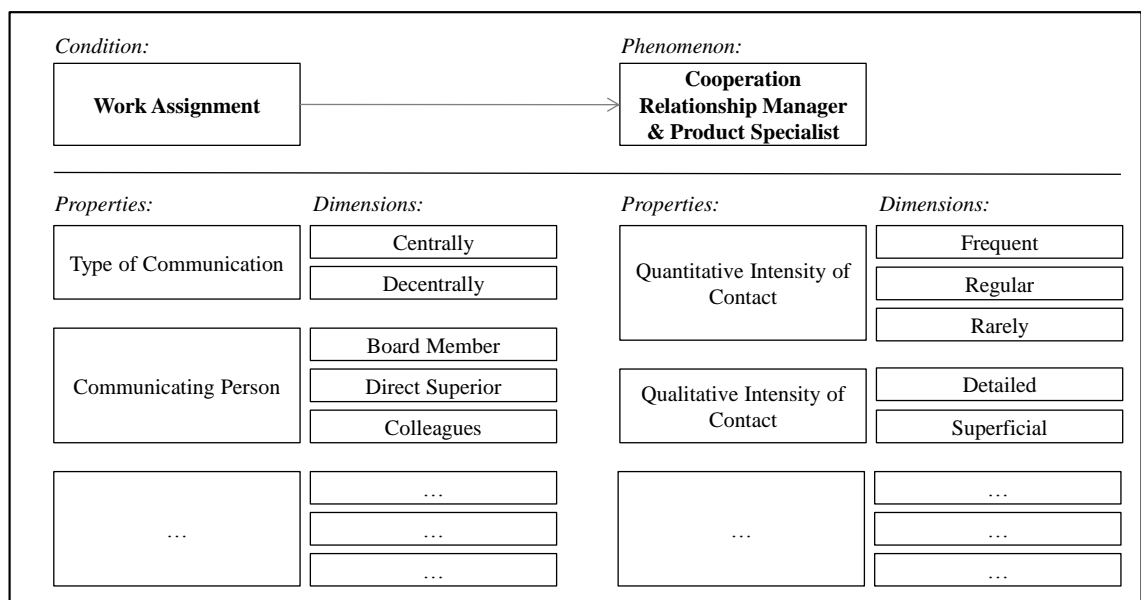 Condition:
Phenomenon:
Work Assignment
Cooperation
Relationship Manager
& Product Specialist
Properties:
Dimensions:
Type of Communication
Centrally
Decentrally
Communicating Person
Board Member
Direct Superior
Colleagues
…
…
…
…
Properties:
Dimensions:
Quantitative Intensity of
Contact
Frequent
Regular
Rarely
Qualitative Intensity of
Contact
Detailed
Superficial
…
…
…
…